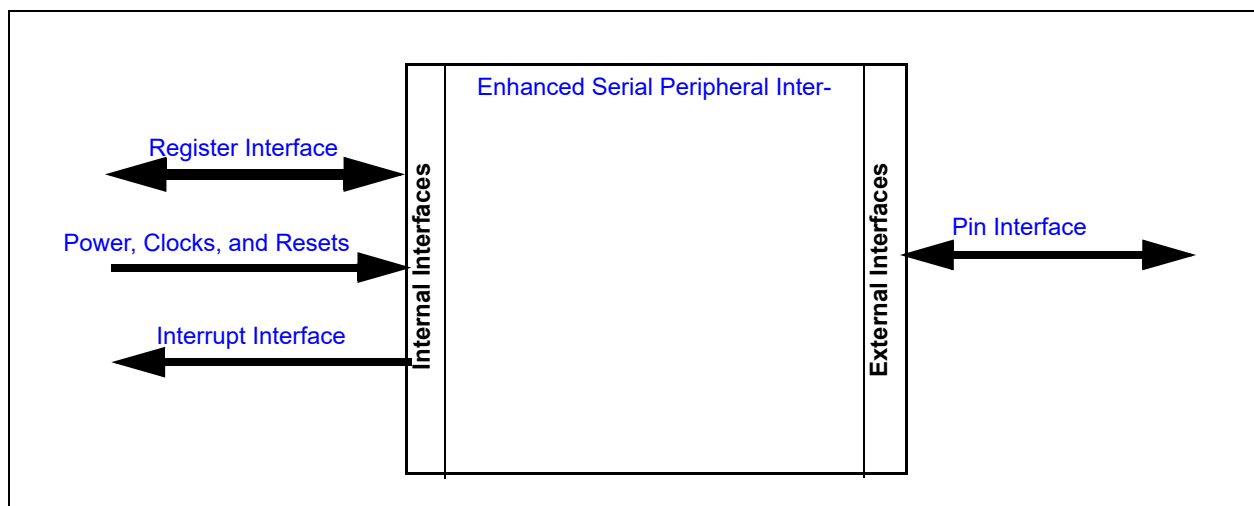 Enhanced Serial Peripheral Inter-
Register Interface
Power, Clocks, and Resets
Interrupt Interface
Internal Interfaces
External Interfaces
Pin Interface